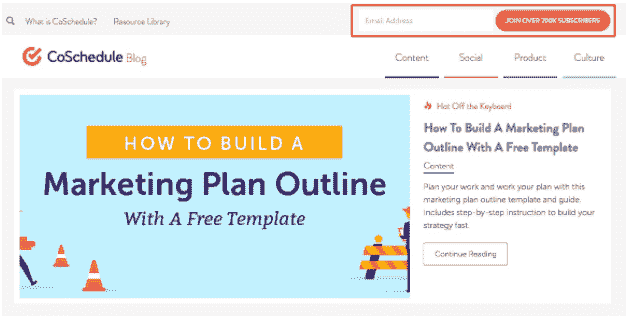 What is CoSchedule?
Resource Library
Email Address
JOIN OVER 200K SUBSCRIBERS
CoSchedule Blog
Content
Social
Product
Culture
HOW TO BUILD A
Marketing Plan Outline
With A Free Template
Hot Off the Keyboard
How To Build A Marketing Plan
Outline With A Free Template
Content
Plan your work and work your plan with this
marketing plan outline template and guide.
Includes step-by-step instruction to build your
strategy fast.
Continue Reading